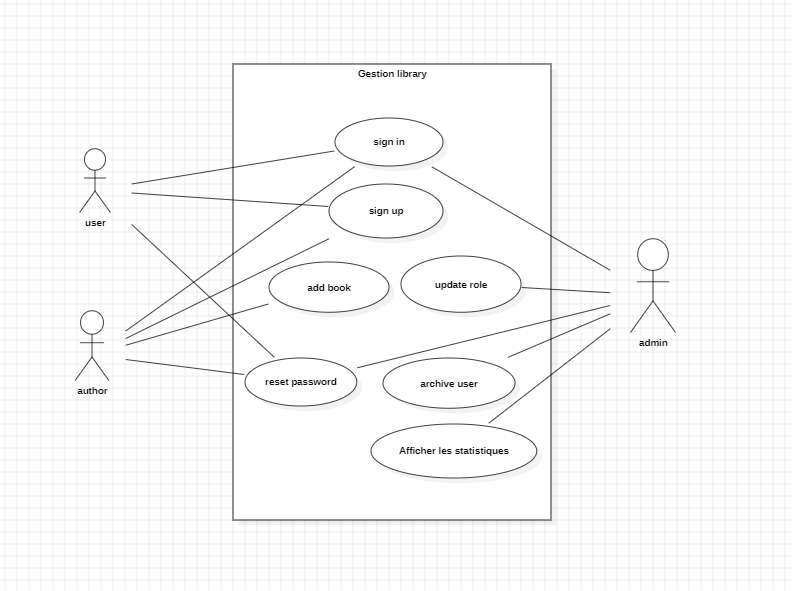 Gestion library
sign in
user
sign up
add book
update role
admin
author
reset password
archive user
Afficher les statistiques